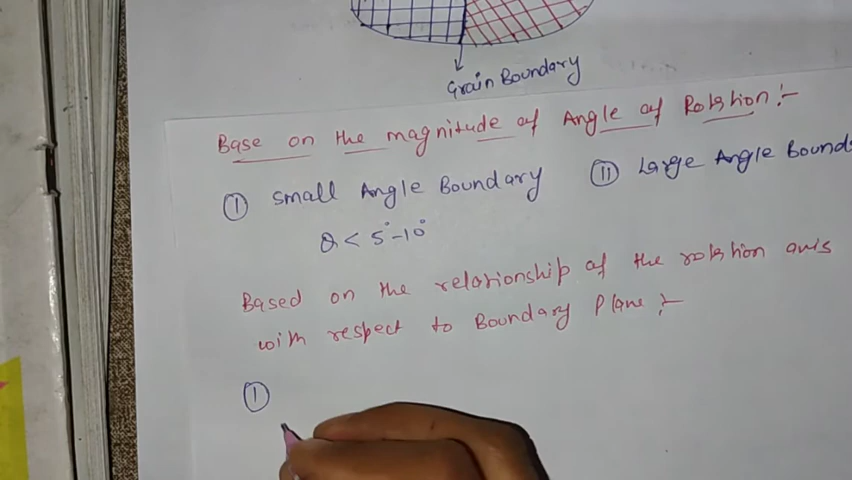 Grain Boundary
Base on the magnitude of Angle of Rotation :-
I Small Angle Boundary II Large Angle Bound
θ < 5°-10°
Based on the relationship of the rotation axis
with respect to Boundary Plane :-
I